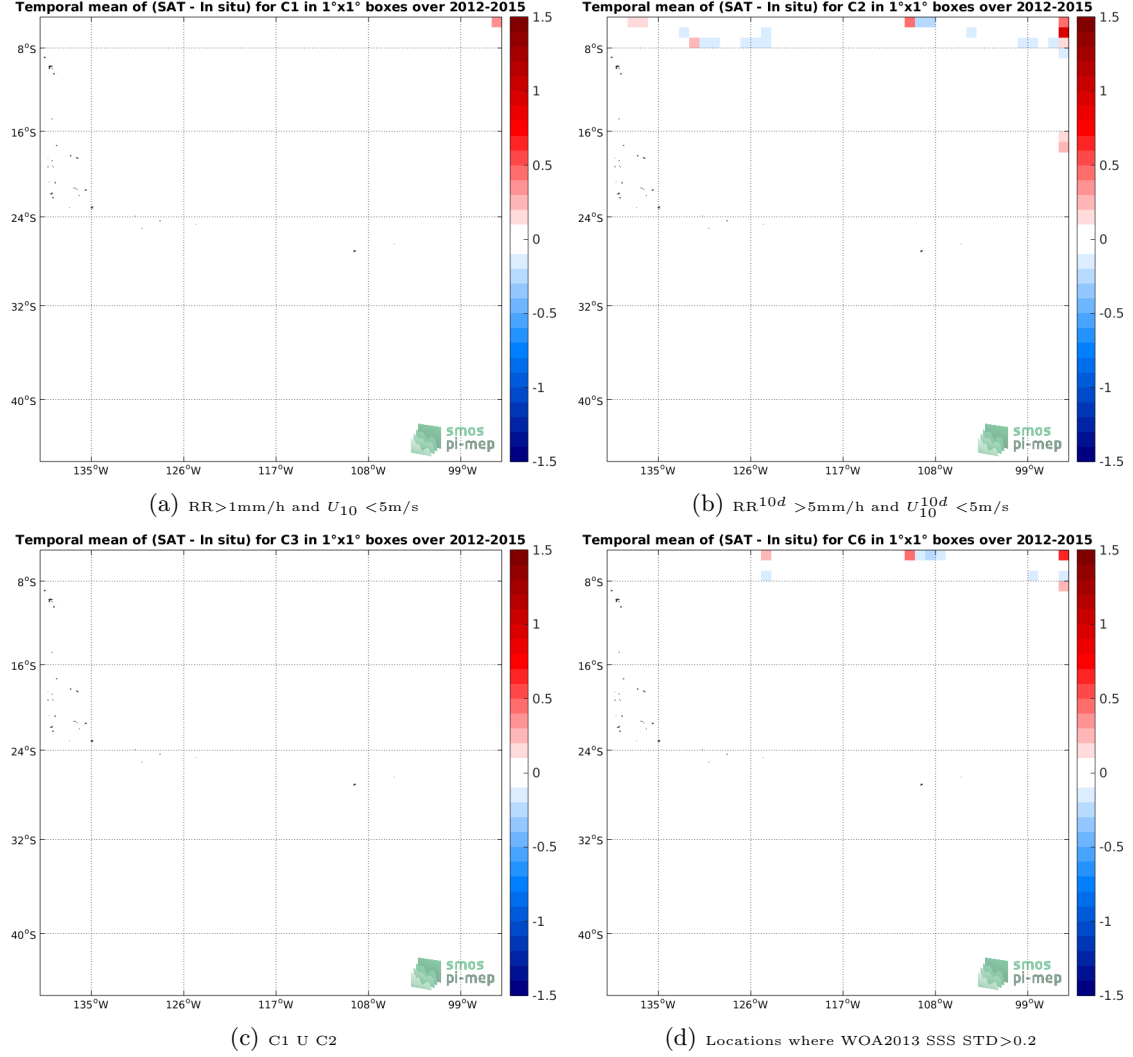 Temporal mean of (SAT - In situ) for C1 in 1°x1° boxes over 2012-2015
8°S
16°S
24°S
32°S
40°S
135°W
126°W
117°W
108°W
99°W
1.5
1
0.5
0
-0.5
-1
-1.5
smos
pi-mep
(a) RR>1mm/h and U10 <5m/s
Temporal mean of (SAT - In situ) for C2 in 1°x1° boxes over 2012-2015
8°S
16°S
24°S
32°S
40°S
135°W
126°W
117°W
108°W
99°W
1.5
1
0.5
0
-0.5
-1
-1.5
smos
pi-mep
(b) RR10d >5mm/h and U10 10d <5m/s
Temporal mean of (SAT - In situ) for C3 in 1°x1° boxes over 2012-2015
8°S
16°S
24°S
32°S
40°S
135°W
126°W
117°W
108°W
99°W
1.5
1
0.5
0
-0.5
-1
-1.5
smos
pi-mep
(c) C1 U C2
Temporal mean of (SAT - In situ) for C6 in 1°x1° boxes over 2012-2015
8°S
16°S
24°S
32°S
40°S
135°W
126°W
117°W
108°W
99°W
1.5
1
0.5
0
-0.5
-1
-1.5
smos
pi-mep
(d) Locations where WOA2013 SSS STD>0.2